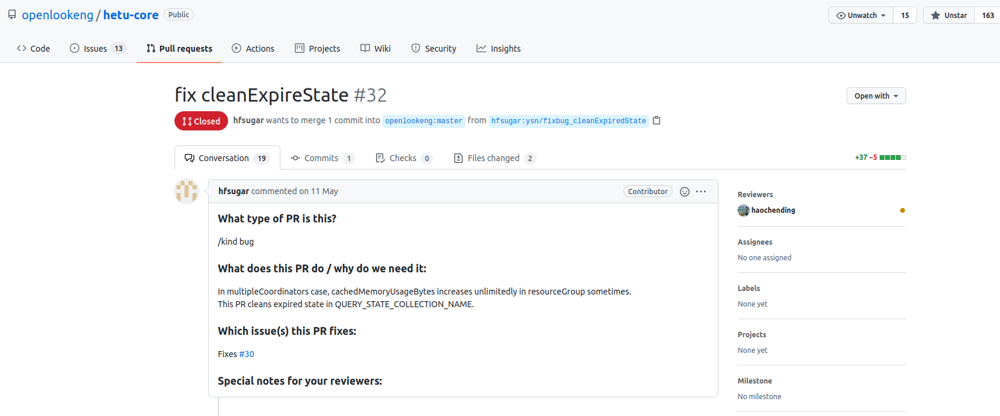 openlookeng / hetu-core Public
Unwatch 15 Unstar 163
Code Issues 13 Pull requests Actions Projects Wiki Security Insights
fix cleanExpireState #32
Open with
Closed hfsugar wants to merge 1 commit into openlookeng:master from hfsugar:ysn/fixbug_cleanExpiredState
Conversation 19 Commits 1 Checks 0 Files changed 2
+37 −5
hfsugar commented on 11 May
Contributor
What type of PR is this?
/kind bug
What does this PR do / why do we need it:
In multipleCoordinators case, cachedMemoryUsageBytes increases unlimitedly in resourceGroup sometimes.
This PR cleans expired state in QUERY_STATE_COLLECTION_NAME.
Which issue(s) this PR fixes:
Fixes #30
Special notes for your reviewers:
Reviewers
haochending
Assignees
No one assigned
Labels
None yet
Projects
None yet
Milestone
No milestone